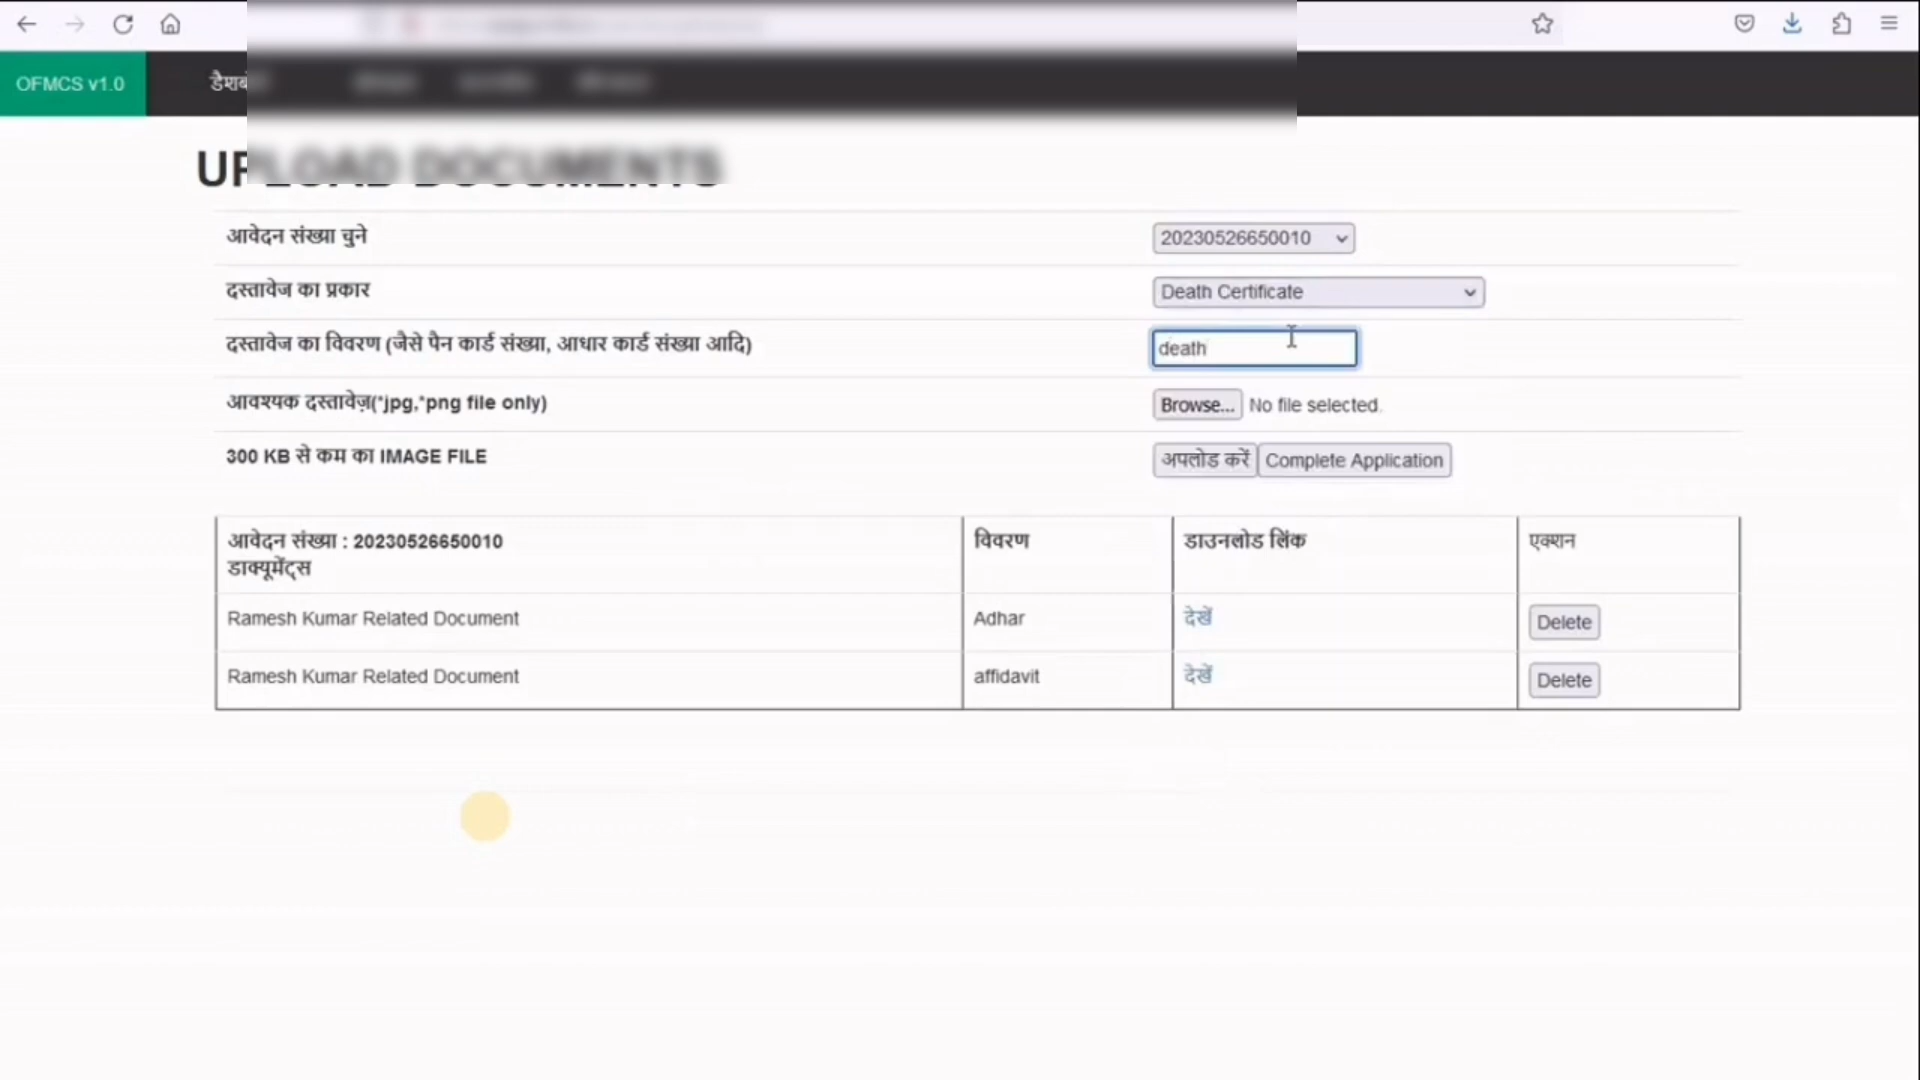 OFMCS v1.0
UPLOAD DOCUMENTS
आवेदन संख्या चुने
20230526650010
दस्तावेज का प्रकार
Death Certificate
दस्तावेज का विवरण (जैसे पैन कार्ड संख्या, आधार कार्ड संख्या आदि)
death
आवश्यक दस्तावेज़(*jpg,*png file only)
Browse... No file selected.
300 KB से कम का IMAGE FILE
अपलोड करें Complete Application
आवेदन संख्या : 20230526650010 विवरण डाउनलोड लिंक एक्शन
डाक्यूमेंट्स
Ramesh Kumar Related Document Adhar देखें Delete
Ramesh Kumar Related Document affidavit देखें Delete